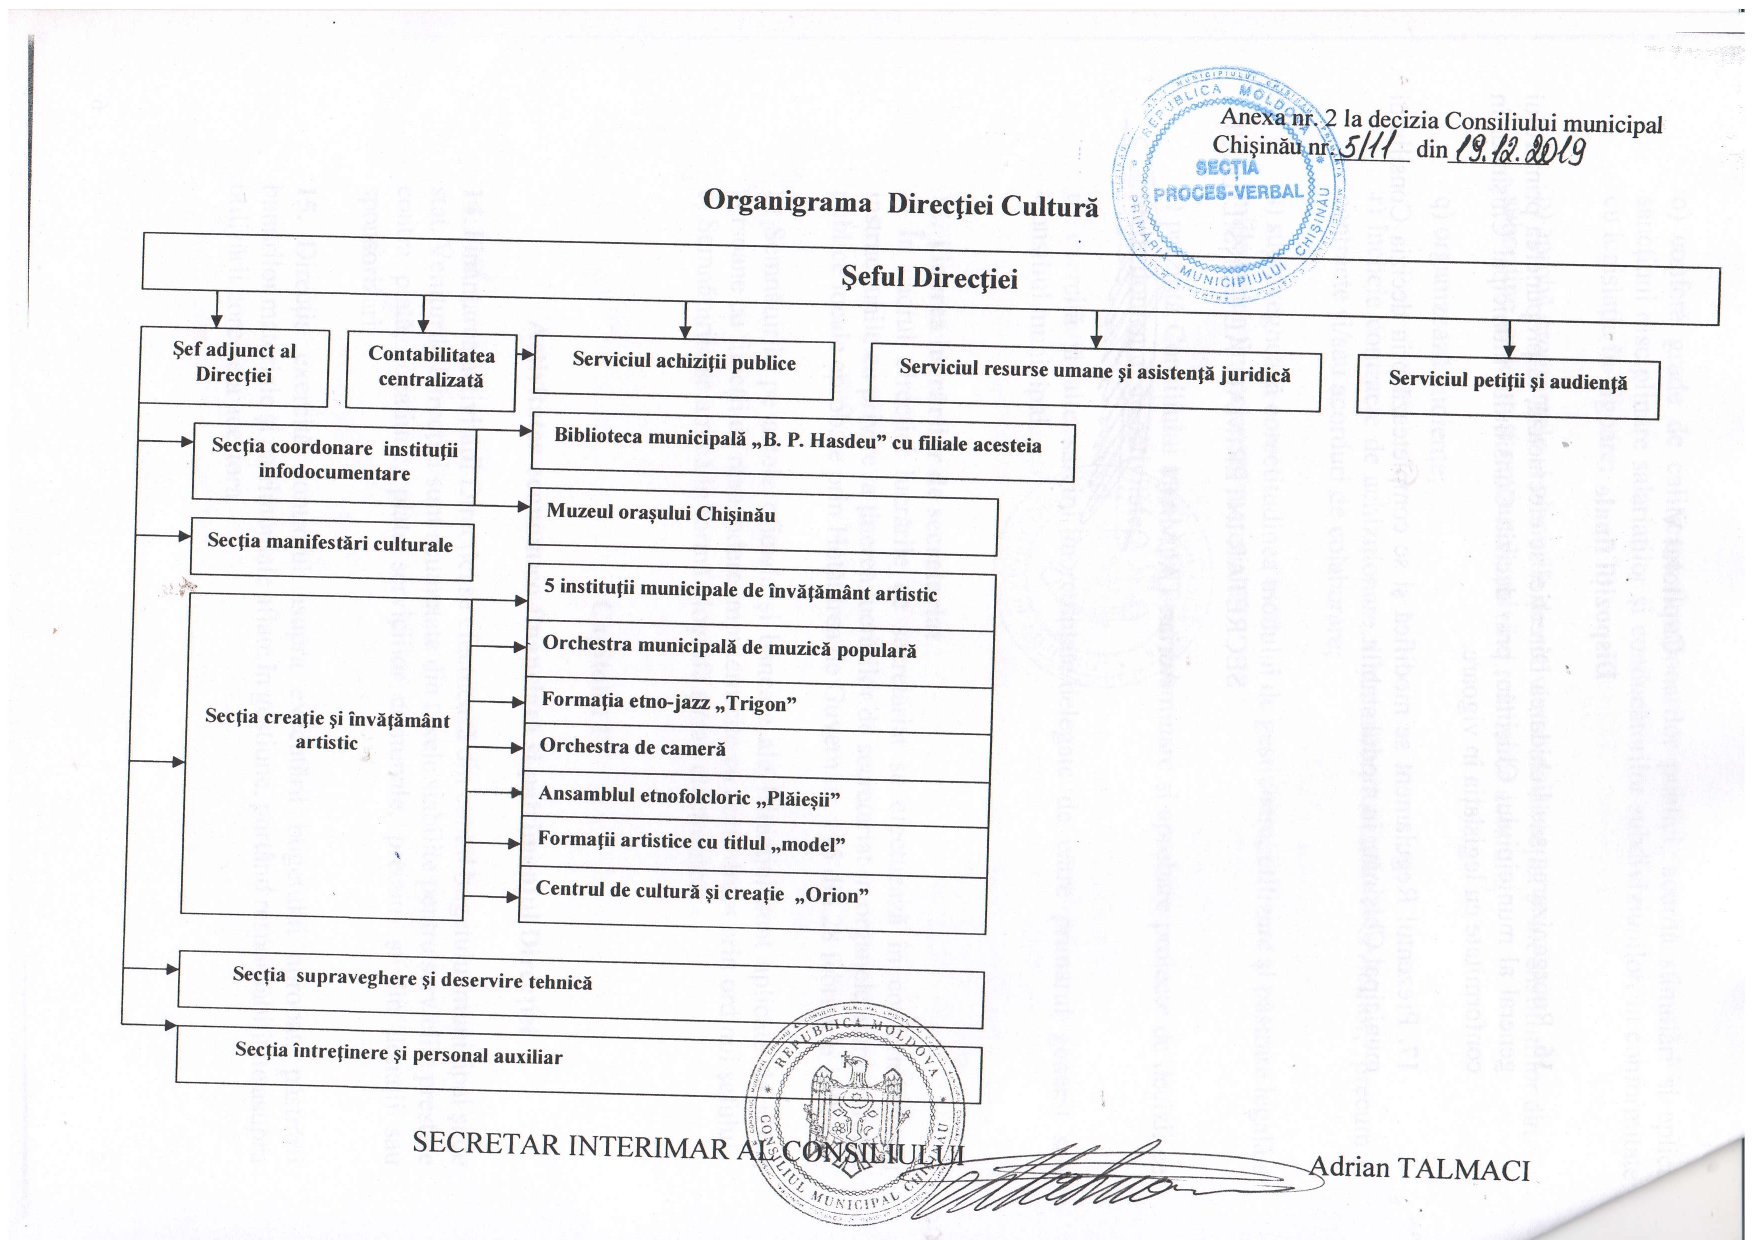 Anexa nr. 2 la decizia Consiliului municipal
Chişinău nr. 5/11 din 19.12.2019
REPUBLICA MOLDOVA
PRIMĂRIA MUNICIPIULUI CHIŞINĂU
SECŢIA
PROCES-VERBAL
Organigrama Direcţiei Cultură
Şeful Direcţiei
Şef adjunct al
Direcţiei
Contabilitatea
centralizată
Serviciul achiziţii publice
Serviciul resurse umane şi asistenţă juridică
Serviciul petiţii şi audienţă
Secţia coordonare instituţii
infodocumentare
Biblioteca municipală „B. P. Hasdeu” cu filiale acesteia
Muzeul orașului Chişinău
Secţia manifestări culturale
5 instituţii municipale de învăţământ artistic
Orchestra municipală de muzică populară
Formaţia etno-jazz „Trigon”
Orchestra de cameră
Ansamblul etnofolcloric „Plăieșii”
Formaţii artistice cu titlul „model”
Centrul de cultură și creație „Orion”
Secţia creaţie şi învăţământ
artistic
Secția supraveghere şi deservire tehnică
Secţia întreţinere şi personal auxiliar
REPUBLICA MOLDOVA
CONSILIUL MUNICIPAL CHIŞINĂU
SECRETAR INTERIMAR AL CONSILIULUI
Adrian TALMACI